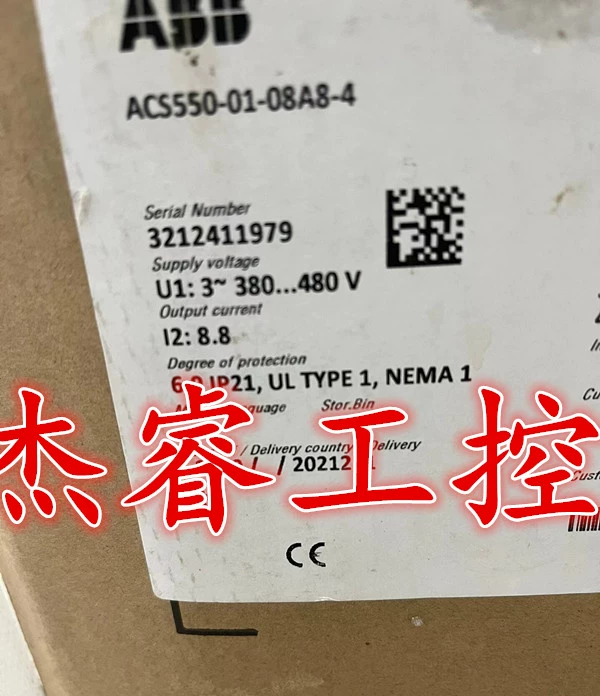 ABB
ACS550-01-08A8-4
Serial Number
3212411979
Supply voltage
U1: 3~ 380...480 V
Output current
I2: 8.8
Degree of protection
IP21, UL TYPE 1, NEMA 1
Stor.Bin
杰睿工控
/ Delivery country / Delivery
/ / 20212
CE